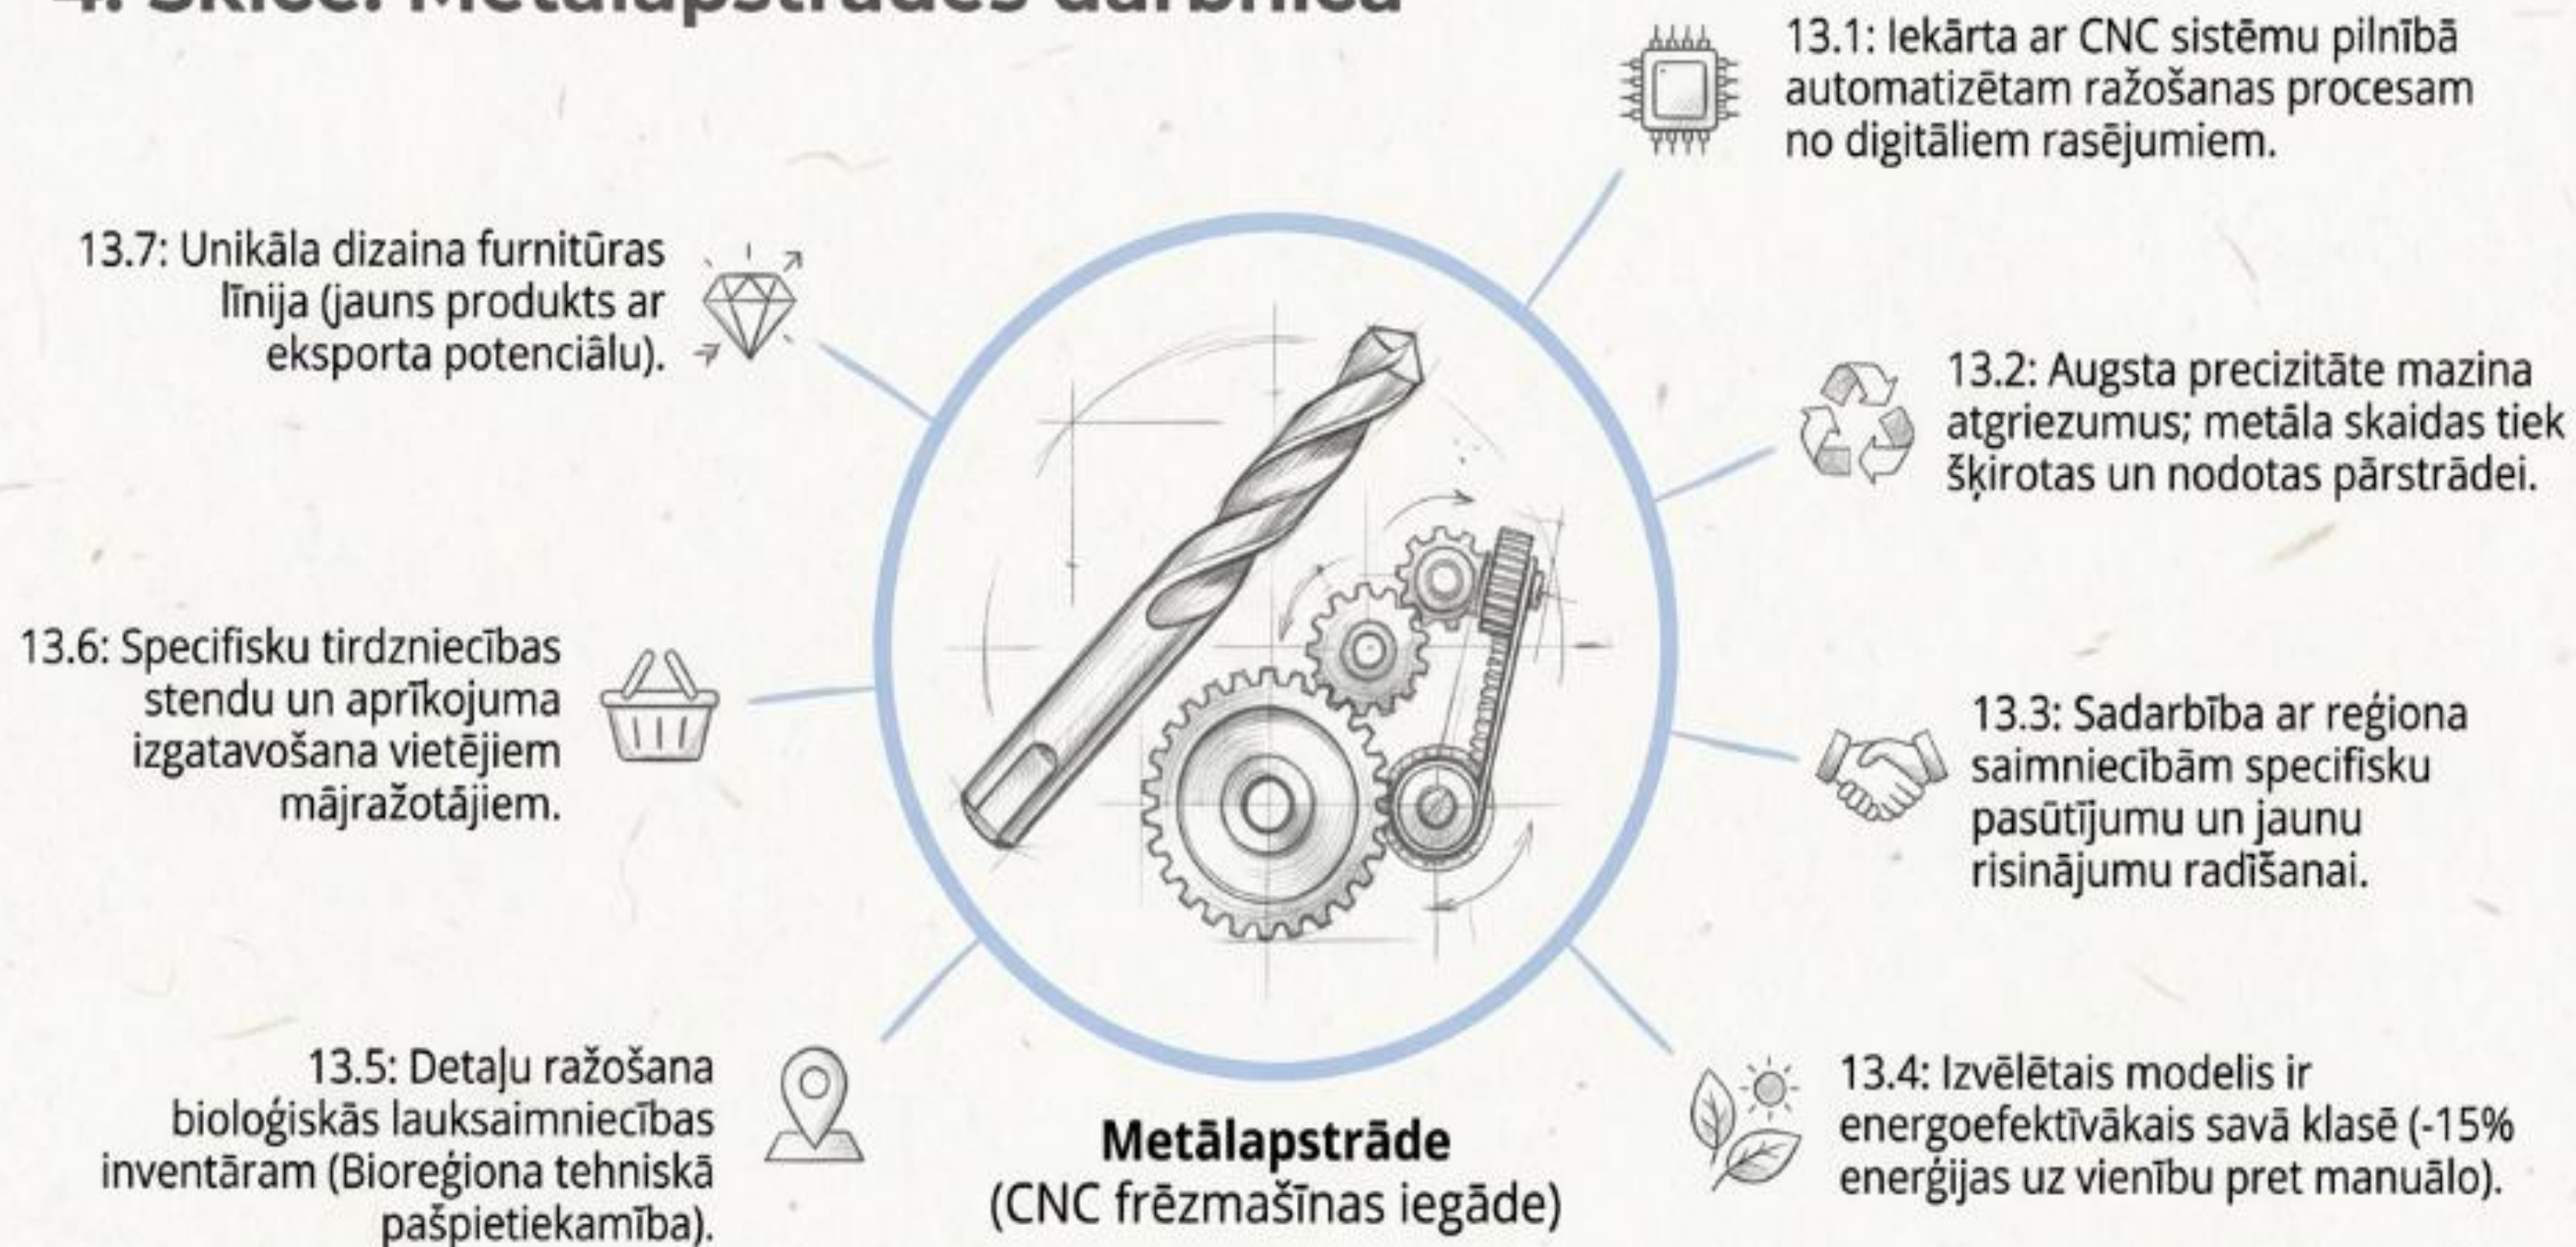 4. Skice: Metālapstrādes darbnīca
13.1: Iekārta ar CNC sistēmu pilnībā
automatizētam ražošanas procesam
no digitāliem rasējumiem.
13.2: Augsta precizitāte mazina
atgriezumus; metāla skaidas tiek
šķirotas un nodotas pārstrādei.
13.3: Sadarbība ar reģiona
saimniecībām specifisku
pasūtījumu un jaunu
risinājumu radīšanai.
13.4: Izvēlētais modelis ir
energoefektīvākais savā klasē (-15%
enerģijas uz vienību pret manuālo).
13.5: Detaļu ražošana
bioloģiskās lauksaimniecības
inventāram (Bioreģiona tehniskā
pašpietiekamība).
13.6: Specifisku tirdzniecības
stendu un aprīkojuma
izgatavošana vietējiem
mājražotājiem.
13.7: Unikāla dizaina furnitūras
līnija (jauns produkts ar
eksporta potenciālu).
Metālapstrāde
(CNC frēzmašīnas iegāde)